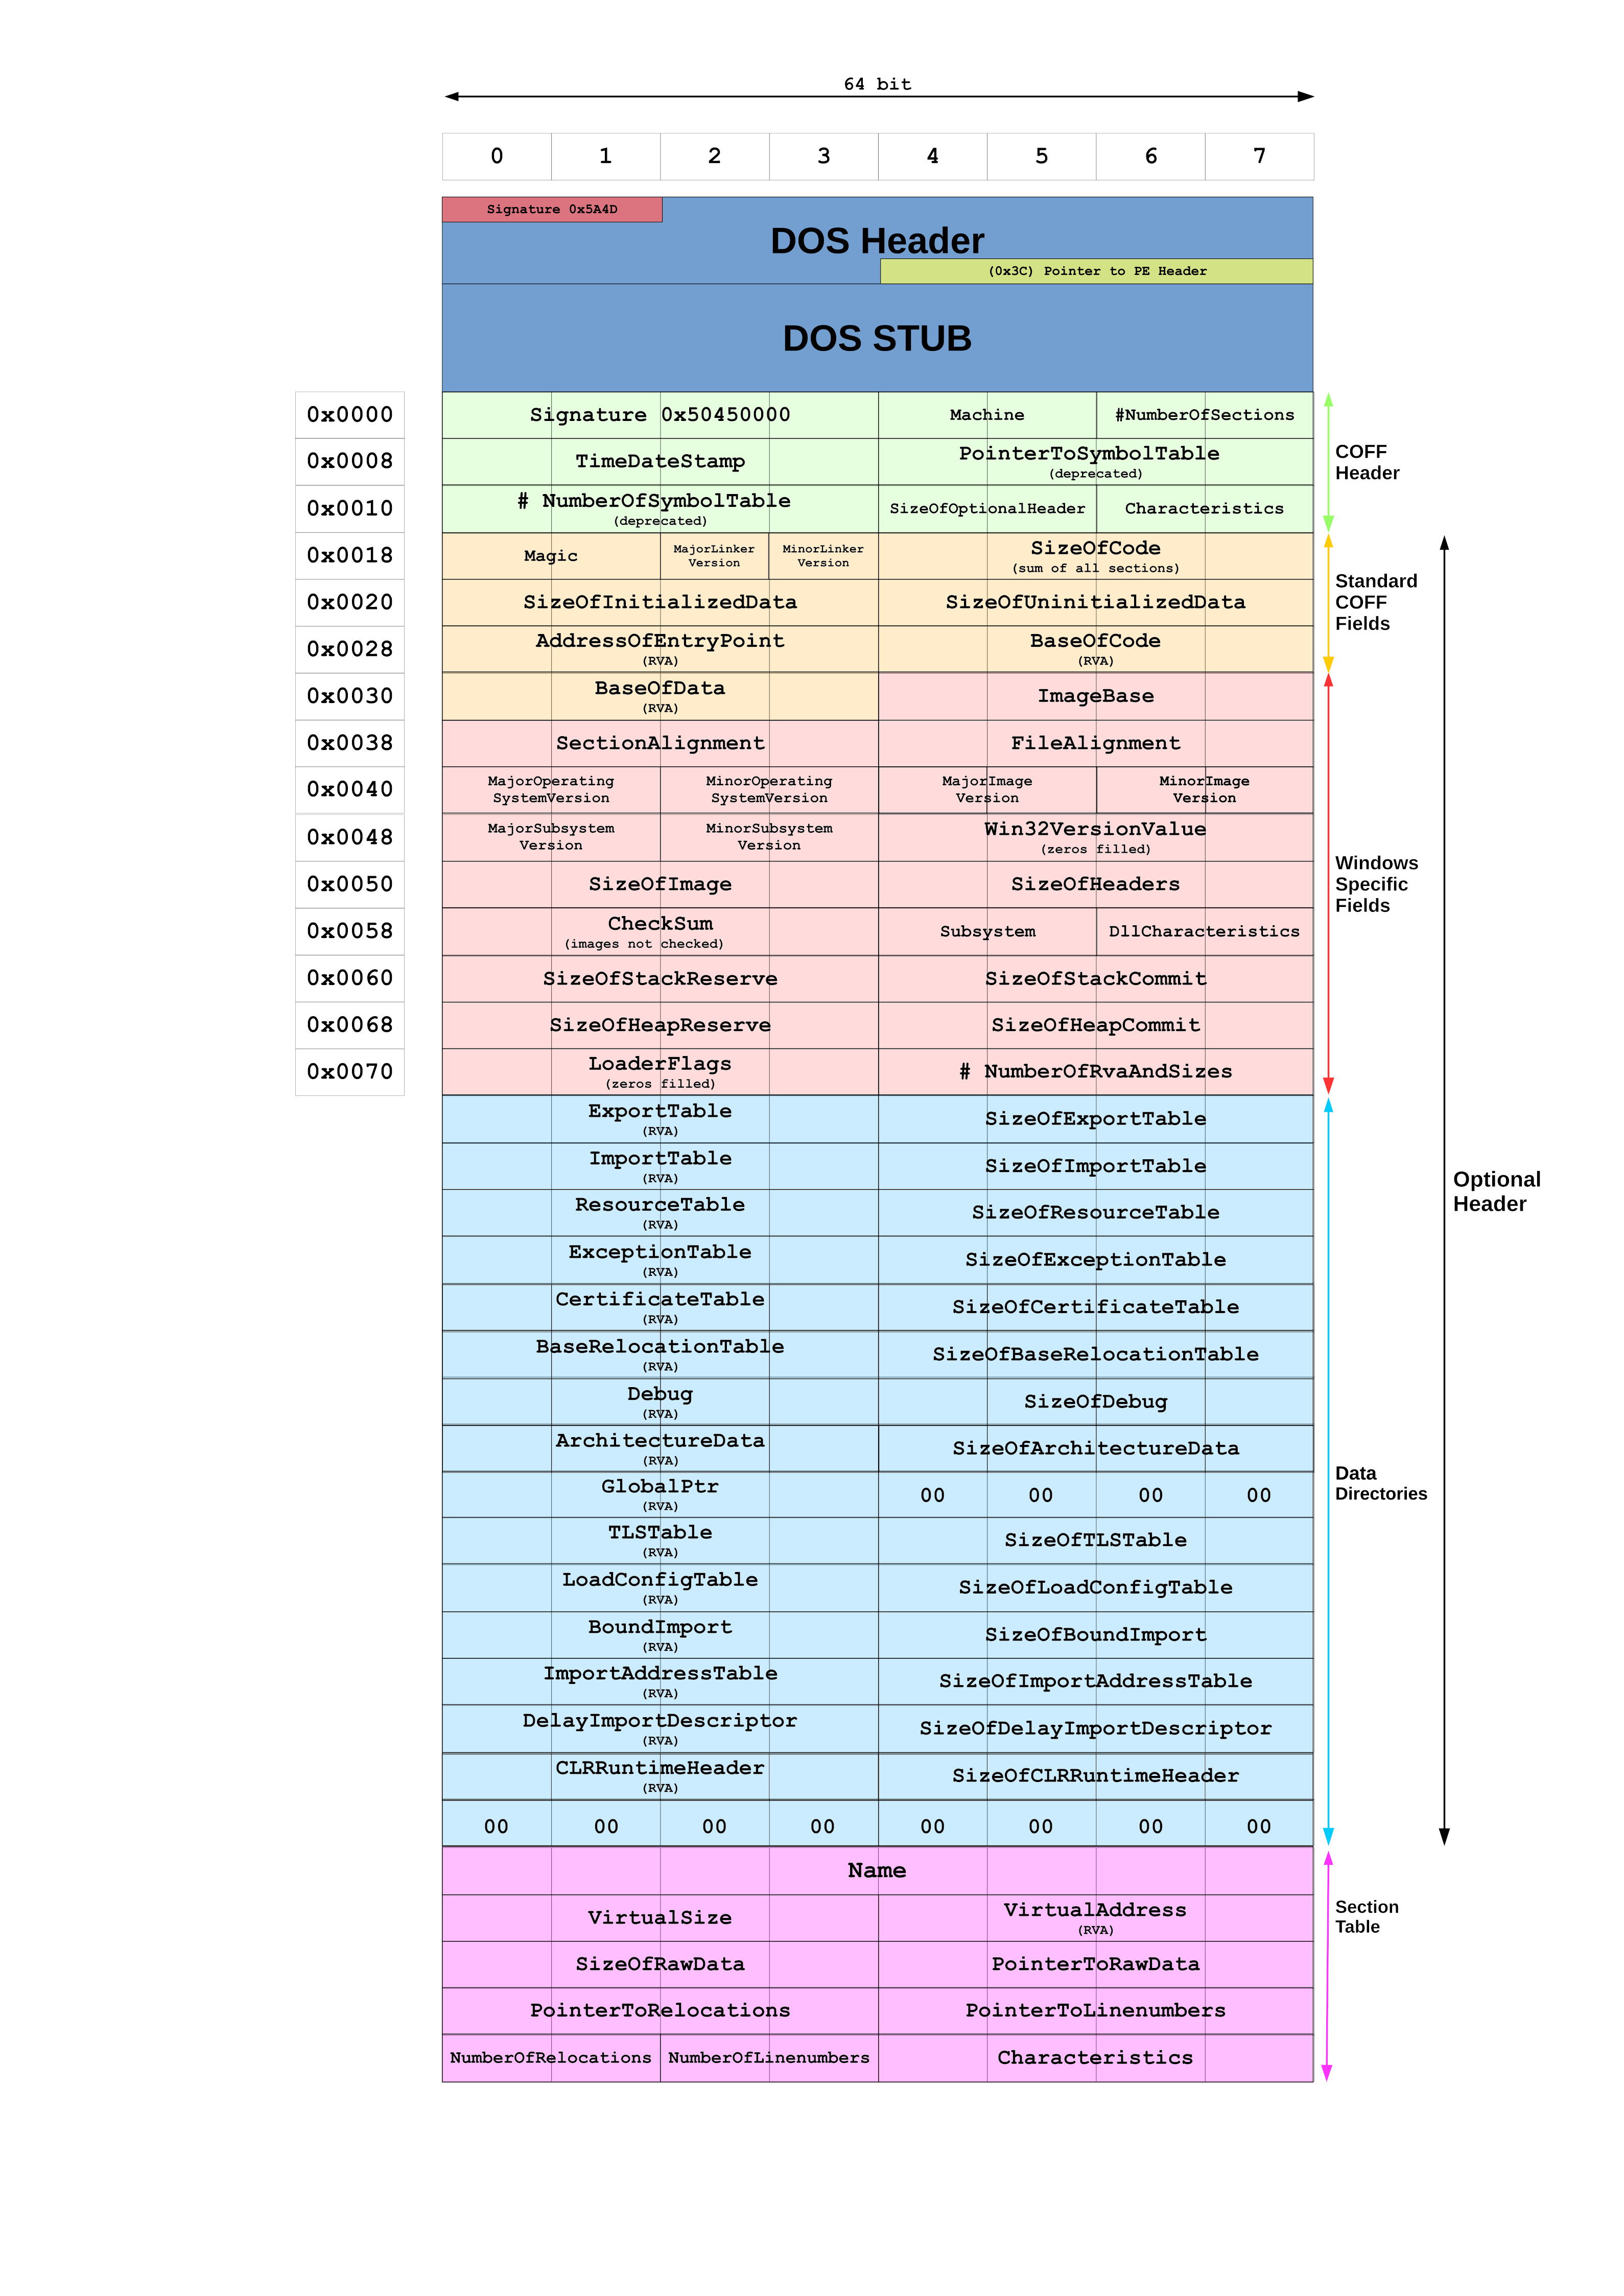 64 bit
0 1 2 3 4 5 6 7
Signature 0x5A4D
DOS Header
(0x3C) Pointer to PE Header
DOS STUB
0x0000 Signature 0x50450000 Machine #NumberOfSections
COFF
Header
0x0008 TimeDateStamp PointerToSymbolTable
(deprecated)
0x0010 # NumberOfSymbolTable SizeOfOptionalHeader Characteristics
(deprecated)
0x0018 Magic MajorLinker MinorLinker SizeOfCode
Version Version (sum of all sections)
Standard
COFF
Fields
0x0020 SizeOfInitializedData SizeOfUninitializedData
0x0028 AddressOfEntryPoint BaseOfCode
(RVA) (RVA)
0x0030 BaseOfData ImageBase
(RVA)
0x0038 SectionAlignment FileAlignment
0x0040 MajorOperating MinorOperating MajorImage MinorImage
SystemVersion SystemVersion Version Version
0x0048 MajorSubsystem MinorSubsystem Win32VersionValue
Version Version (zeros filled)
Windows
Specific
Fields
0x0050 SizeOfImage SizeOfHeaders
0x0058 CheckSum Subsystem DllCharacteristics
(images not checked)
0x0060 SizeOfStackReserve SizeOfStackCommit
0x0068 SizeOfHeapReserve SizeOfHeapCommit
0x0070 LoaderFlags # NumberOfRvaAndSizes
(zeros filled)
ExportTable SizeOfExportTable
(RVA)
ImportTable SizeOfImportTable
(RVA)
Optional
Header
ResourceTable SizeOfResourceTable
(RVA)
ExceptionTable SizeOfExceptionTable
(RVA)
CertificateTable SizeOfCertificateTable
(RVA)
BaseRelocationTable SizeOfBaseRelocationTable
(RVA)
Debug SizeOfDebug
(RVA)
ArchitectureData SizeOfArchitectureData
(RVA)
Data
Directories
GlobalPtr 00 00 00 00
(RVA)
TLSTable SizeOfTLSTable
(RVA)
LoadConfigTable SizeOfLoadConfigTable
(RVA)
BoundImport SizeOfBoundImport
(RVA)
ImportAddressTable SizeOfImportAddressTable
(RVA)
DelayImportDescriptor SizeOfDelayImportDescriptor
(RVA)
CLRRuntimeHeader SizeOfCLRRuntimeHeader
(RVA)
00 00 00 00 00 00 00 00
Name
Section
Table
VirtualSize VirtualAddress
(RVA)
SizeOfRawData PointerToRawData
PointerToRelocations PointerToLinenumbers
NumberOfRelocations NumberOfLinenumbers Characteristics